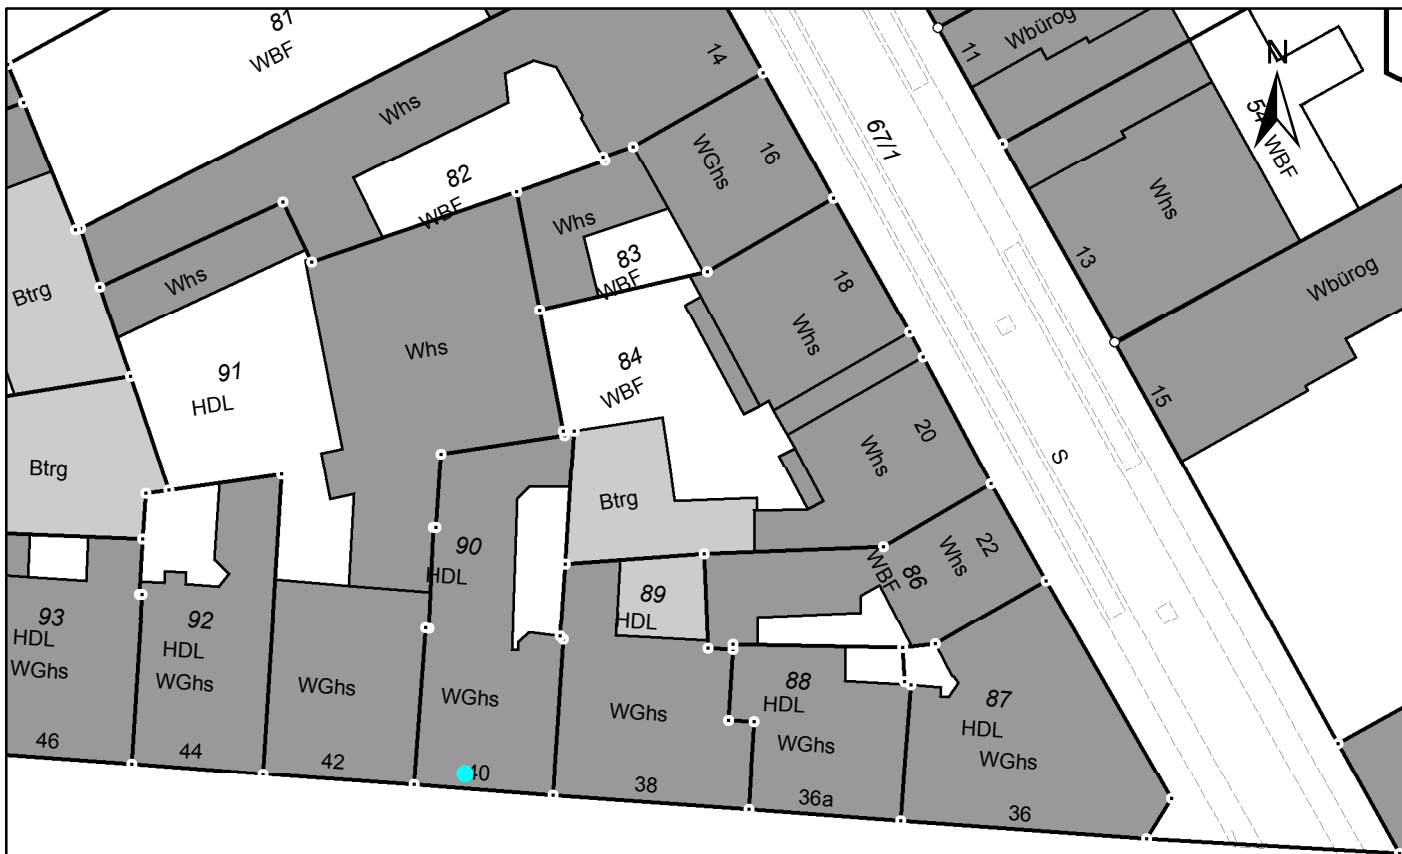 81
WBF
14
11
Wbürog
N
Whs
67/1
54
WBF
82
WBF
WGhs
16
Whs
Whs
83
WBF
13
Whs
Btrg
18
Whs
Wbürog
91
HDL
Whs
84
WBF
15
20
Whs
S
Btrg
Btrg
90
HDL
22
Whs
86
WBF
89
HDL
93
HDL
WGhs
92
HDL
WGhs
WGhs
WGhs
WGhs
88
HDL
WGhs
87
HDL
WGhs
46
44
42
40
38
36a
36